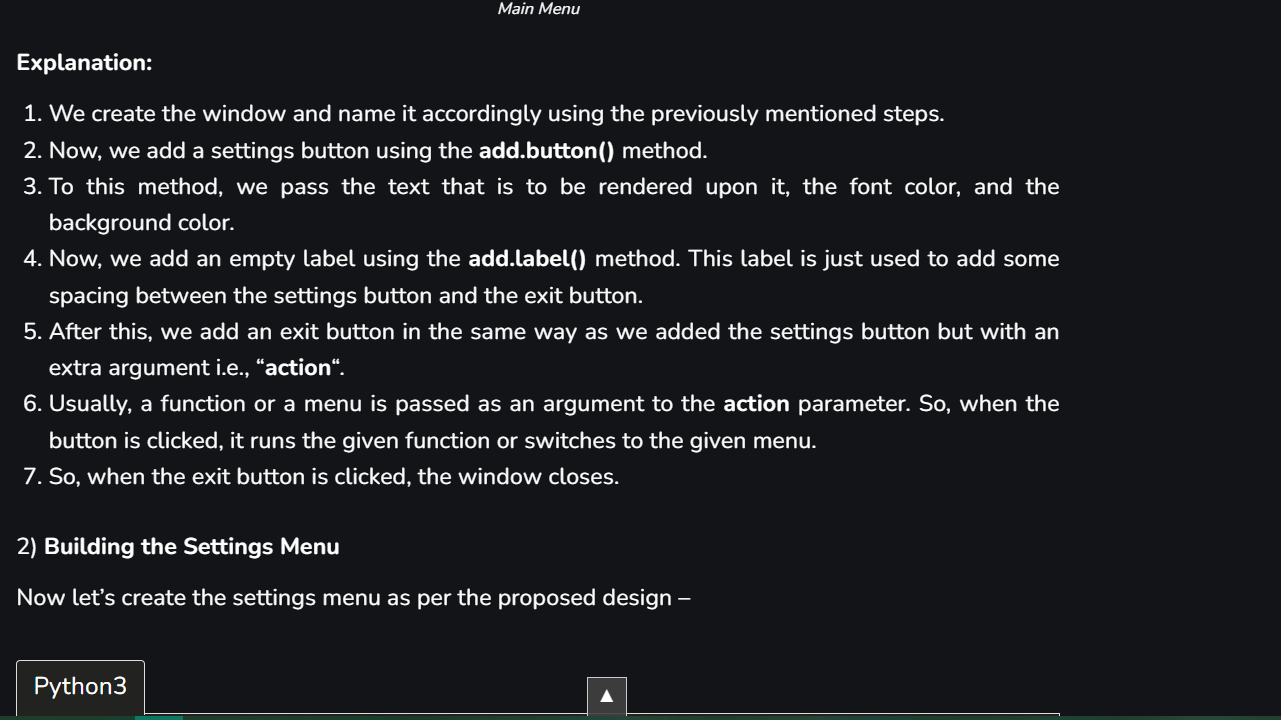 Main Menu
Explanation:
1. We create the window and name it accordingly using the previously mentioned steps.
2. Now, we add a settings button using the add.button() method.
3. To this method, we pass the text that is to be rendered upon it, the font color, and the
background color.
4. Now, we add an empty label using the add.label() method. This label is just used to add some
spacing between the settings button and the exit button.
5. After this, we add an exit button in the same way as we added the settings button but with an
extra argument i.e., “action“.
6. Usually, a function or a menu is passed as an argument to the action parameter. So, when the
button is clicked, it runs the given function or switches to the given menu.
7. So, when the exit button is clicked, the window closes.
2) Building the Settings Menu
Now let’s create the settings menu as per the proposed design –
Python3